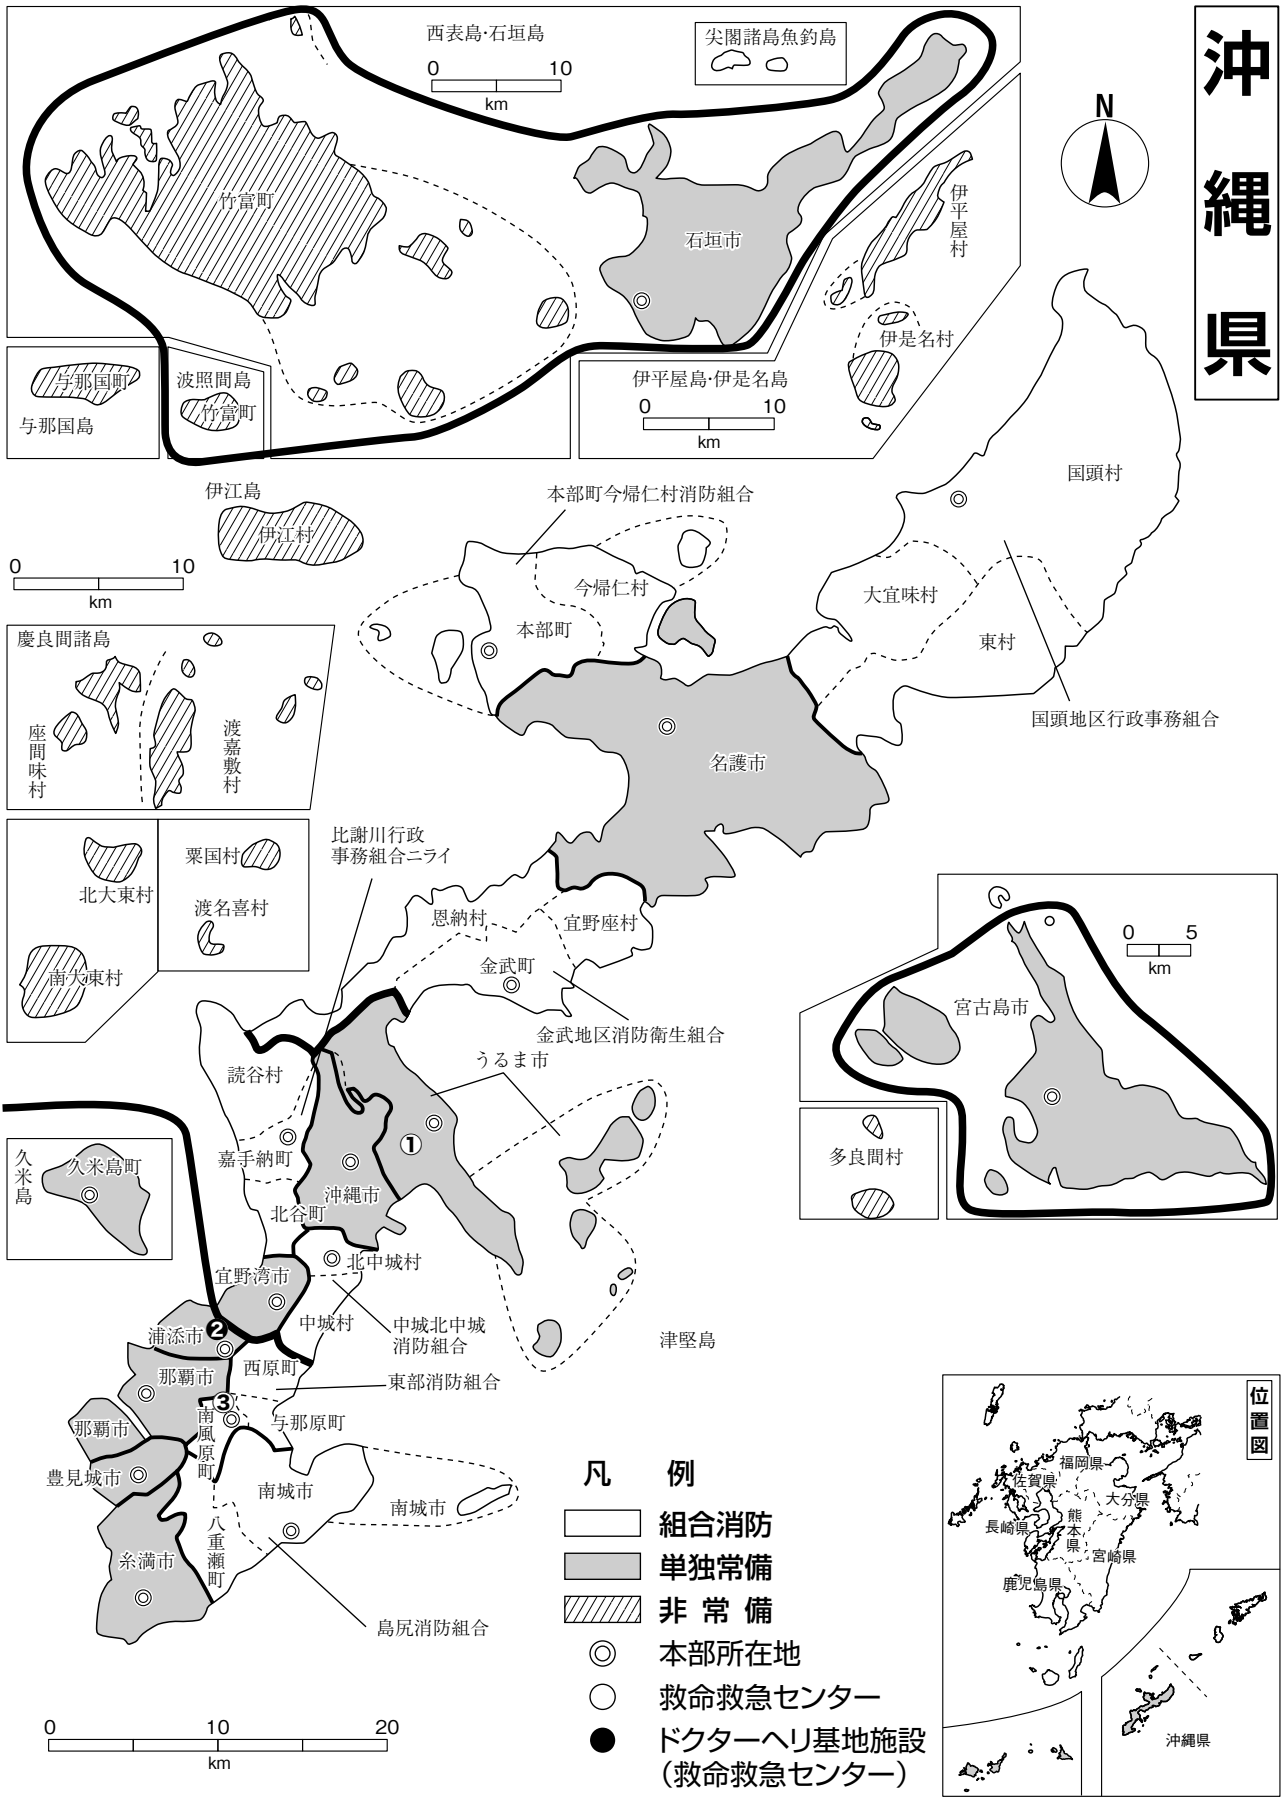 沖縄県
西表島・石垣島
0 10
km
尖閣諸島魚釣島
N
竹富町
石垣市
伊平屋村
伊是名村
与那国町
与那国島
波照間島
竹富町
伊平屋島・伊是名島
0 10
km
伊江島
伊江村
0 10
km
本部町今帰仁村消防組合
国頭村
今帰仁村
大宜味村
本部町
東村
国頭地区行政事務組合
慶良間諸島
座間味村
渡嘉敷村
名護市
北大東村
南大東村
粟国村
渡名喜村
比謝川行政
事務組合ニライ
恩納村
宜野座村
金武町
金武地区消防衛生組合
うるま市
0 5
km
宮古島市
多良間村
読谷村
嘉手納町
①
沖縄市
北谷町
久米島
久米島町
北中城村
宜野湾市
中城村
中城北中城
消防組合
津堅島
浦添市
❷
西原町
那覇市
東部消防組合
③
与那原町
那覇市
南風原町
豊見城市
南城市
南城市
八重瀬町
糸満市
島尻消防組合
0 10 20
km
凡 例
組合消防
単独常備
非常備
本部所在地
救命救急センター
ドクターヘリ基地施設
(救命救急センター)
位置図
福岡県
佐賀県
大分県
長崎県
熊本県
宮崎県
鹿児島県
沖縄県